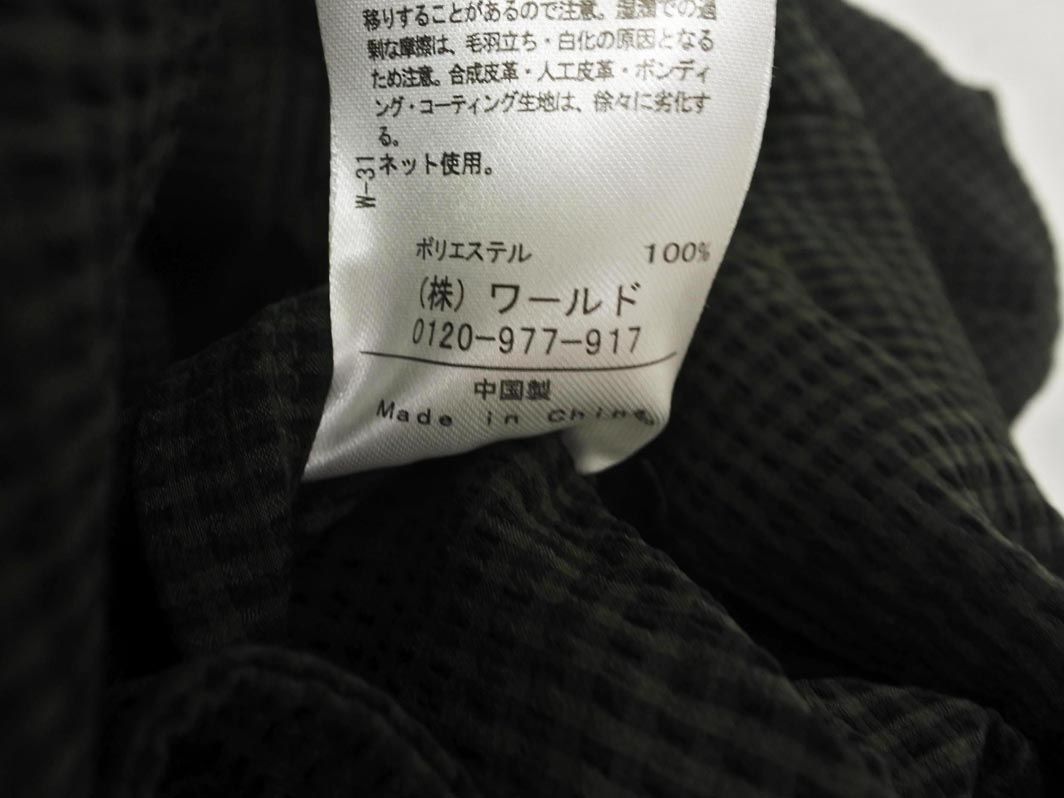 移りすることがあるので注意。湿潤での過
剰な摩擦は、毛羽立ち・白化の原因となる
ため注意。合成皮革・人工皮革・ボンディ
ング・コーティング生地は、徐々に劣化す
る。
ネット使用。
W-31
ポリエステル 100%
(株) ワールド
0120-977-917
中国製
Made in China